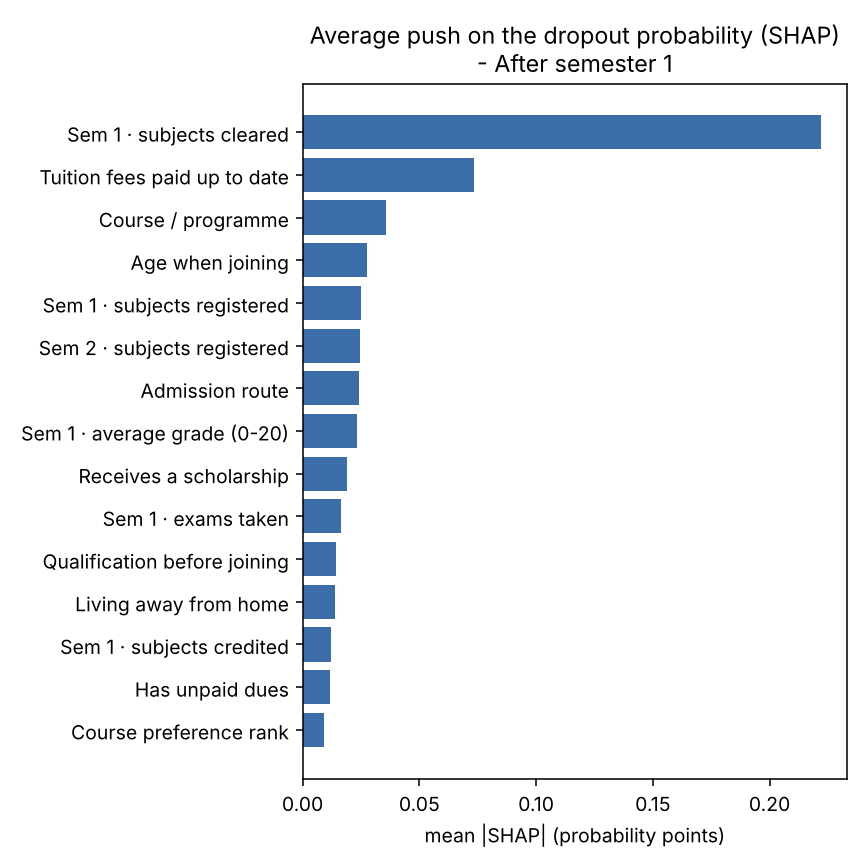 Average push on the dropout probability (SHAP)
- After semester 1
Sem 1 · subjects cleared
Tuition fees paid up to date
Course / programme
Age when joining
Sem 1 · subjects registered
Sem 2 · subjects registered
Admission route
Sem 1 · average grade (0-20)
Receives a scholarship
Sem 1 · exams taken
Qualification before joining
Living away from home
Sem 1 · subjects credited
Has unpaid dues
Course preference rank
0.00 0.05 0.10 0.15 0.20
mean |SHAP| (probability points)